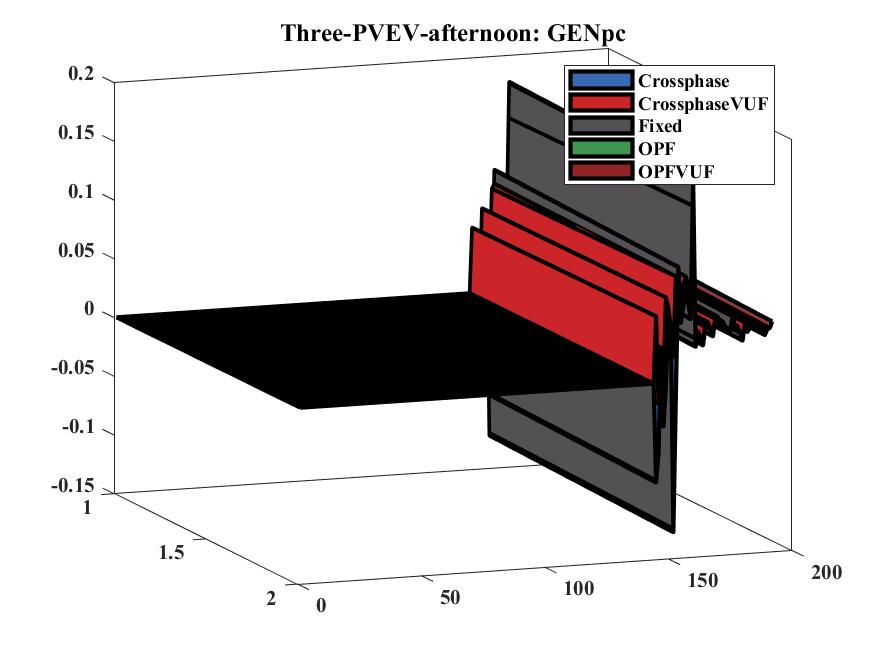 Three-PVEV-afternoon: GENpc
Crossphase
CrossphaseVUF
Fixed
OPF
OPFVUF
0.2
0.15
0.1
0.05
0
-0.05
-0.1
-0.15
1
1.5
2
0
50
100
150
200